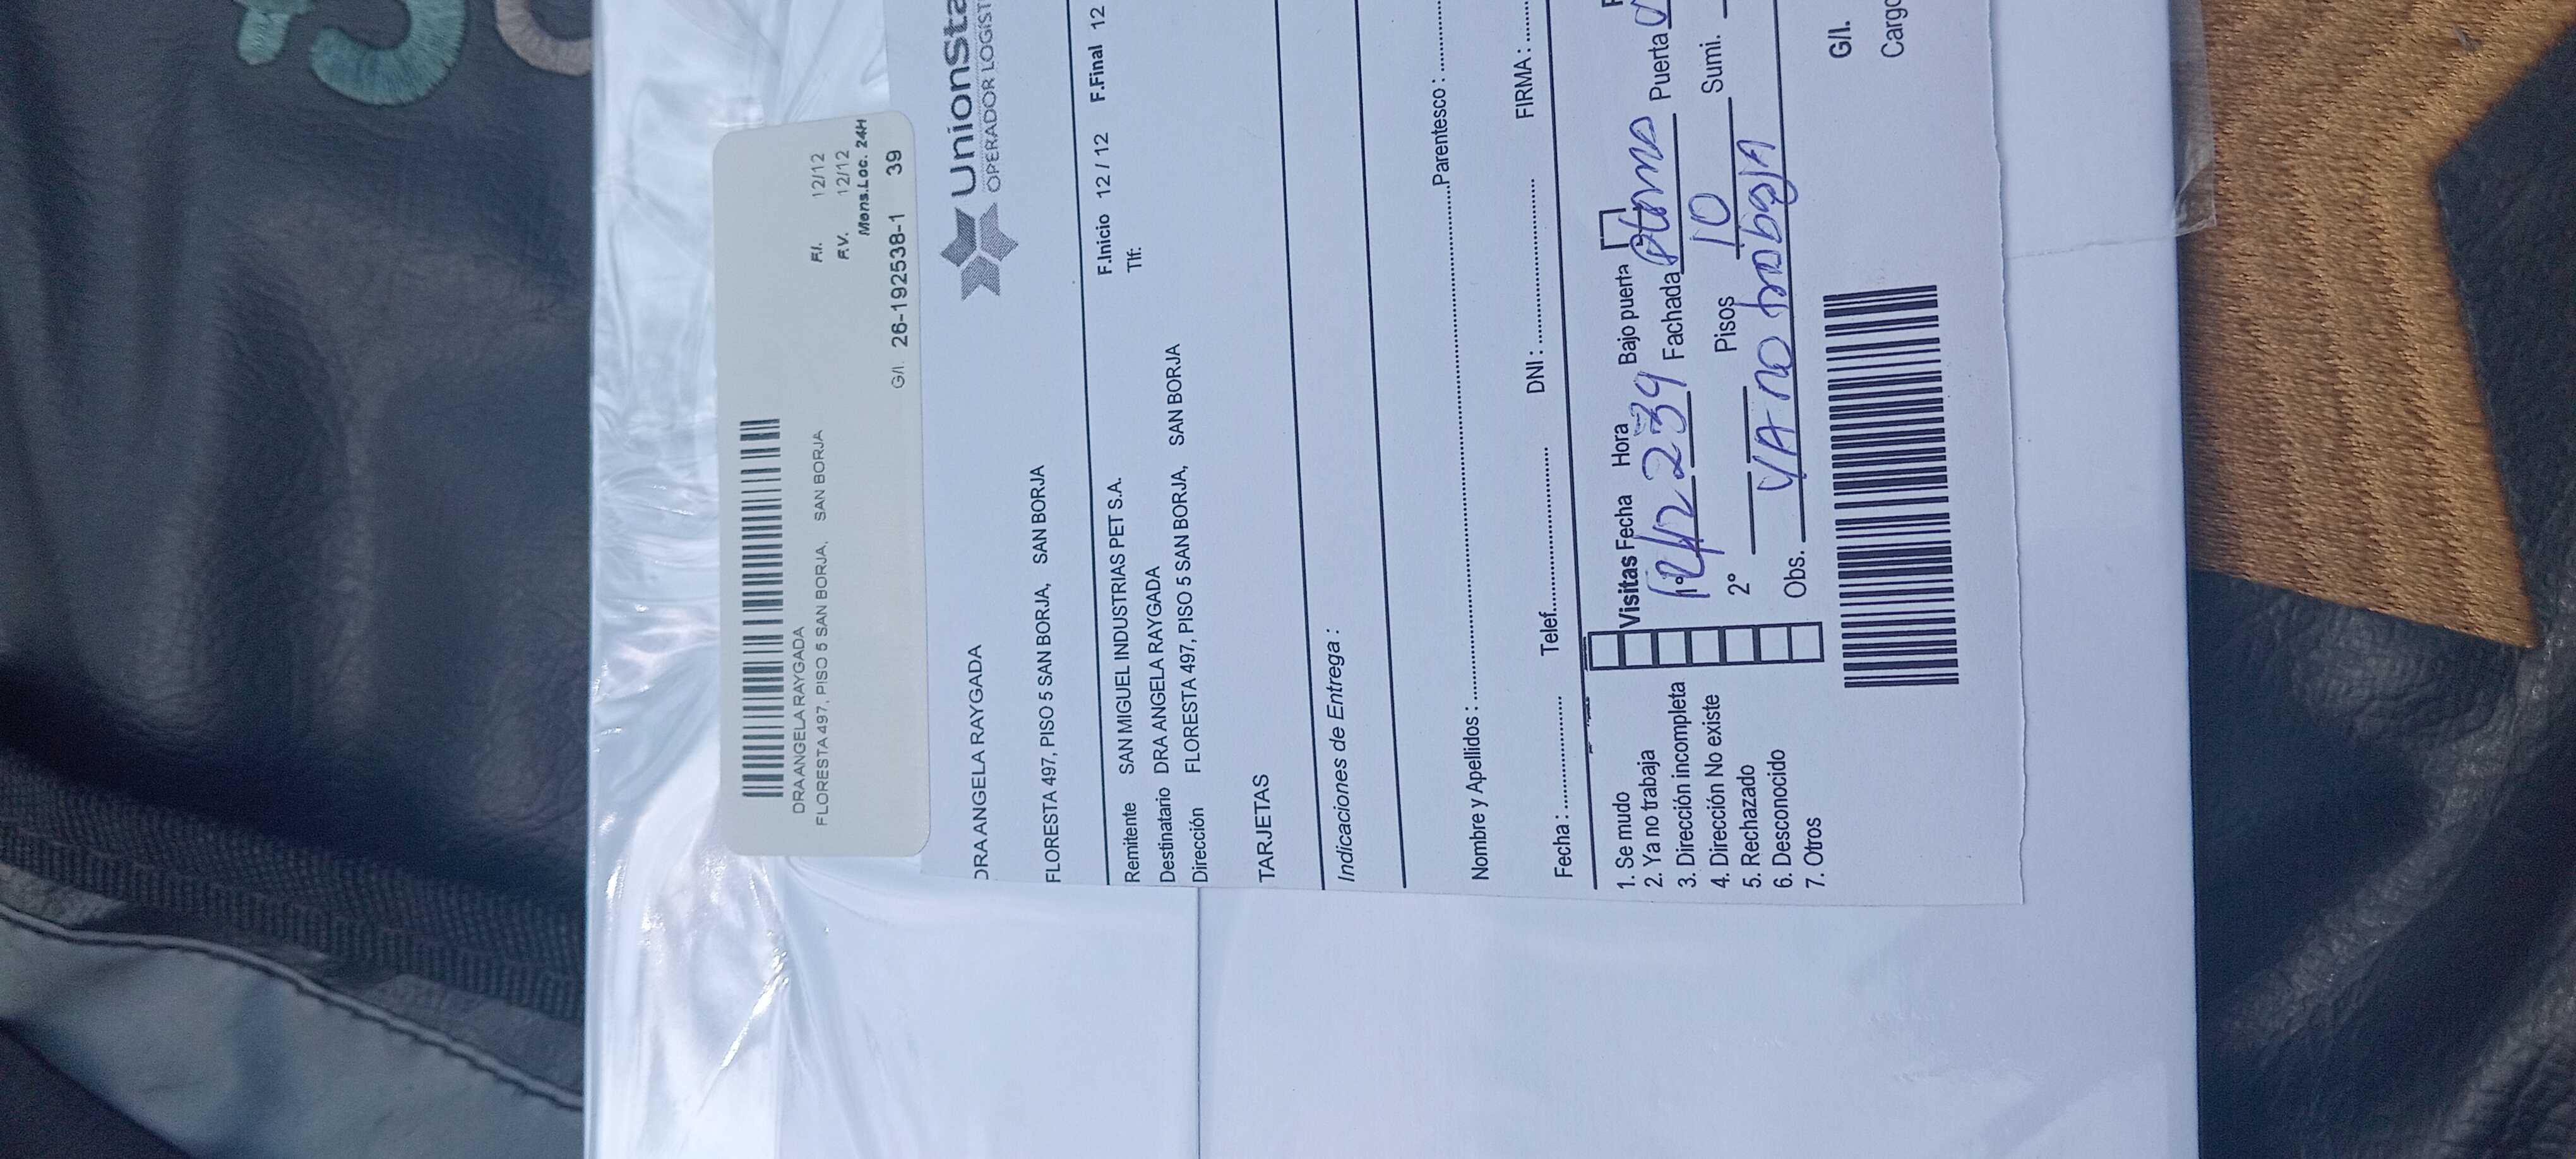 DRA ANGELA RAYGADA
FLORESTA 497, PISO 5 SAN BORJA, SAN BORJA
F.I. 12/12
F.V. 12/12
Mens.Loc. 24H
G/I. 26-192538-1 39
UnionSta
OPERADOR LOGIST
DRA ANGELA RAYGADA
FLORESTA 497, PISO 5 SAN BORJA, SAN BORJA
Remitente SAN MIGUEL INDUSTRIAS PET S.A. F.Inicio 12 / 12 F.Final 12
Destinatario DRA ANGELA RAYGADA Tlf:
Dirección FLORESTA 497, PISO 5 SAN BORJA, SAN BORJA
TARJETAS
Indicaciones de Entrega :
Nombre y Apellidos : Parentesco :
Fecha : Telef. DNI : FIRMA :
1. Se mudo
2. Ya no trabaja
3. Dirección incompleta
4. Dirección No existe
5. Rechazado
6. Desconocido
7. Otros
Visitas Fecha Hora Bajo puerta
12/12 239 Fachada Puerta
2° Pisos 10 Sumi.
Obs. YA no trabaja
G/I.
Cargo